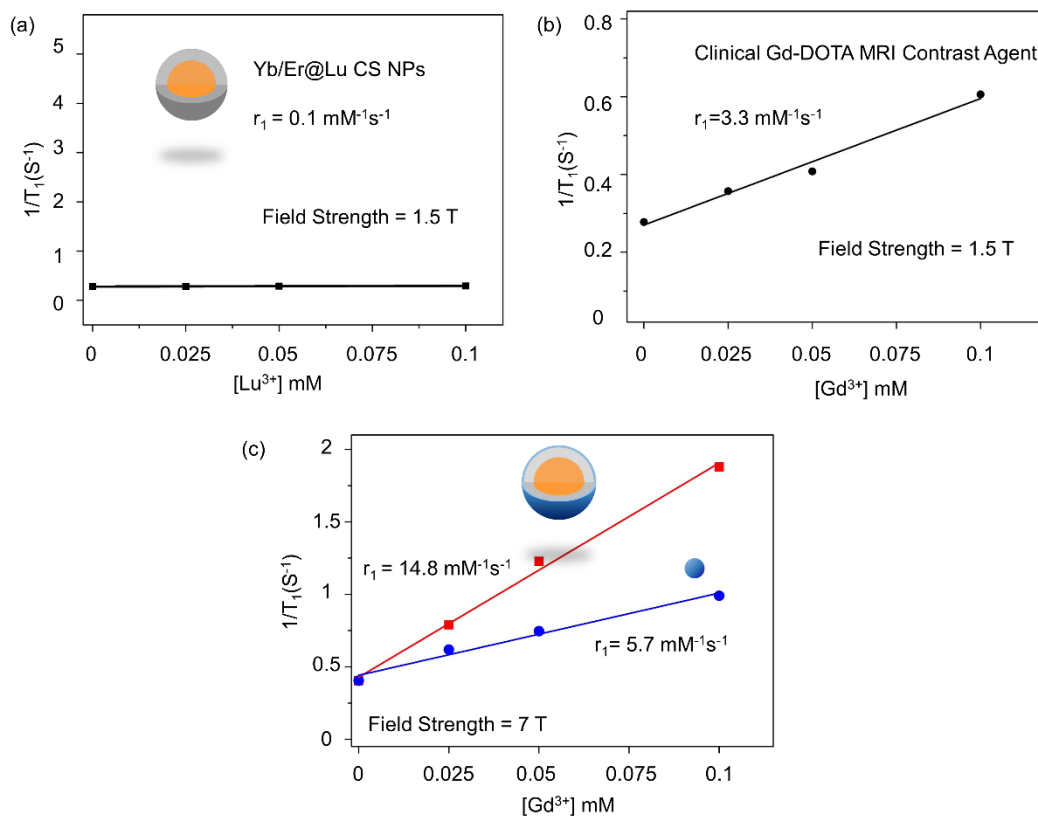 (a)
5
4
3
2
1
0
1/T₁(S⁻¹)
Yb/Er@Lu CS NPs
r₁ = 0.1 mM⁻¹s⁻¹
Field Strength = 1.5 T
0 0.025 0.05 0.075 0.1
[Lu³⁺] mM
(b)
0.8
0.6
0.4
0.2
0
1/T₁(S⁻¹)
Clinical Gd-DOTA MRI Contrast Agent
r₁=3.3 mM⁻¹s⁻¹
Field Strength = 1.5 T
0 0.025 0.05 0.075 0.1
[Gd³⁺] mM
(c)
2
1.5
1
0.5
0
1/T₁(S⁻¹)
r₁ = 14.8 mM⁻¹s⁻¹
r₁= 5.7 mM⁻¹s⁻¹
Field Strength = 7 T
0 0.025 0.05 0.075 0.1
[Gd³⁺] mM